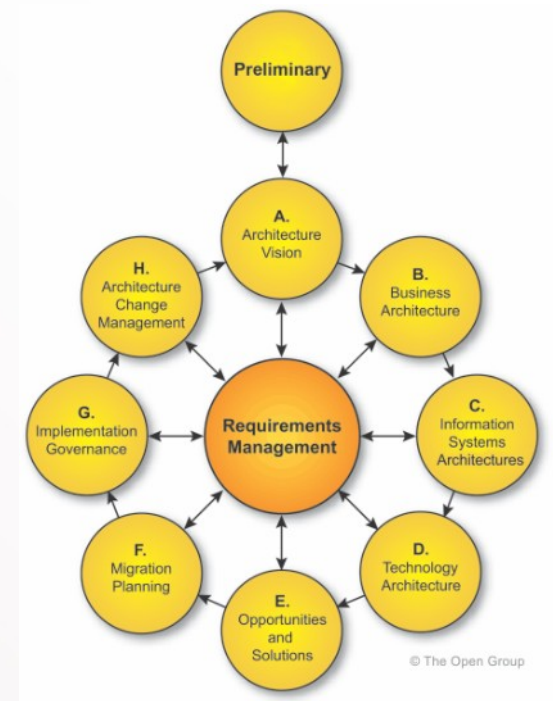 Preliminary
A.
Architecture
Vision
B.
Business
Architecture
C.
Information
Systems
Architectures
D.
Technology
Architecture
E.
Opportunities
and
Solutions
F.
Migration
Planning
G.
Implementation
Governance
H.
Architecture
Change
Management
Requirements
Management
© The Open Group